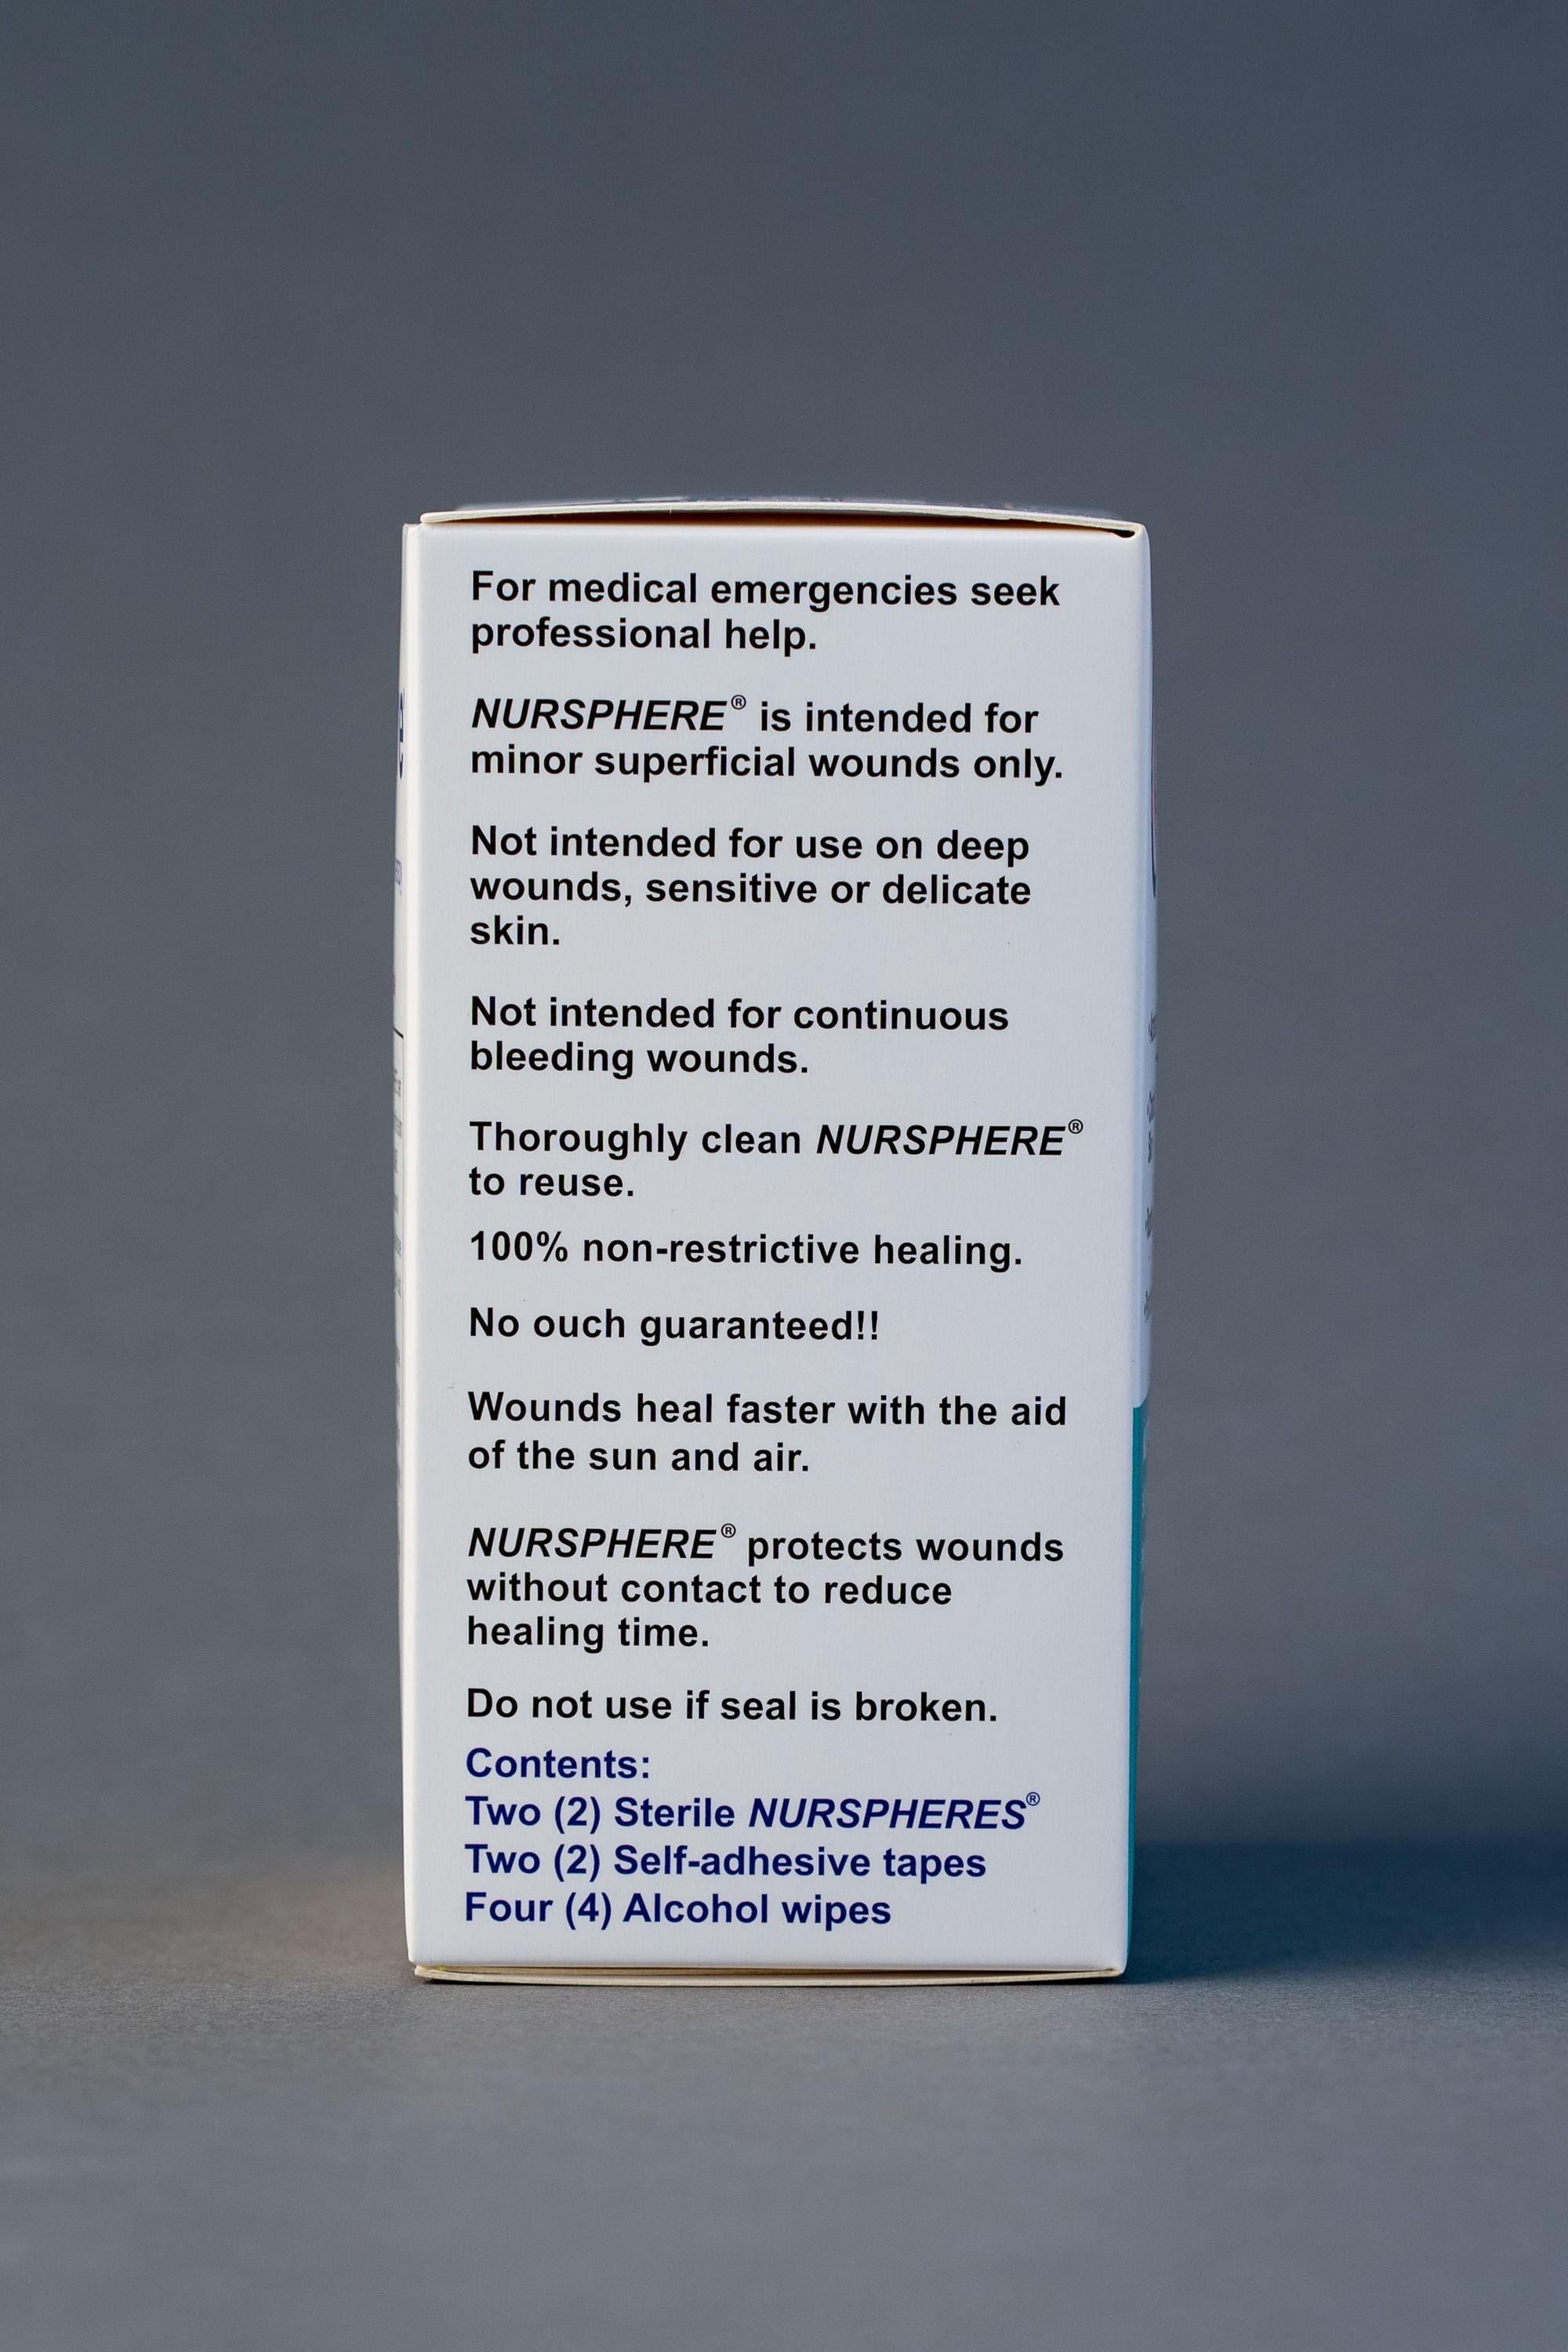 For medical emergencies seek
professional help.
NURSPHERE® is intended for
minor superficial wounds only.
Not intended for use on deep
wounds, sensitive or delicate
skin.
Not intended for continuous
bleeding wounds.
Thoroughly clean NURSPHERE®
to reuse.
100% non-restrictive healing.
No ouch guaranteed!!
Wounds heal faster with the aid
of the sun and air.
NURSPHERE® protects wounds
without contact to reduce
healing time.
Do not use if seal is broken.
Contents:
Two (2) Sterile NURSPHERES®
Two (2) Self-adhesive tapes
Four (4) Alcohol wipes